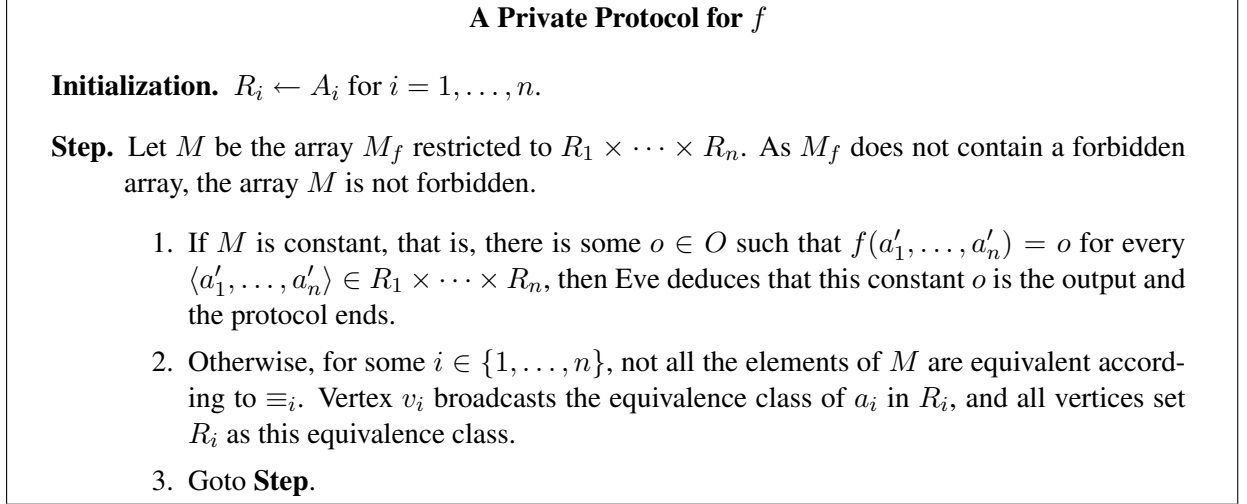 A Private Protocol for f
Initialization. R_i ← A_i for i = 1, . . . , n.
Step. Let M be the array M_f restricted to R_1 × · · · × R_n. As M_f does not contain a forbidden
array, the array M is not forbidden.
1. If M is constant, that is, there is some o ∈ O such that f(a′_1, . . . , a′_n) = o for every
⟨a′_1, . . . , a′_n⟩ ∈ R_1 × · · · × R_n, then Eve deduces that this constant o is the output and
the protocol ends.
2. Otherwise, for some i ∈ {1, . . . , n}, not all the elements of M are equivalent accord-
ing to ≡_i. Vertex v_i broadcasts the equivalence class of a_i in R_i, and all vertices set
R_i as this equivalence class.
3. Goto Step.